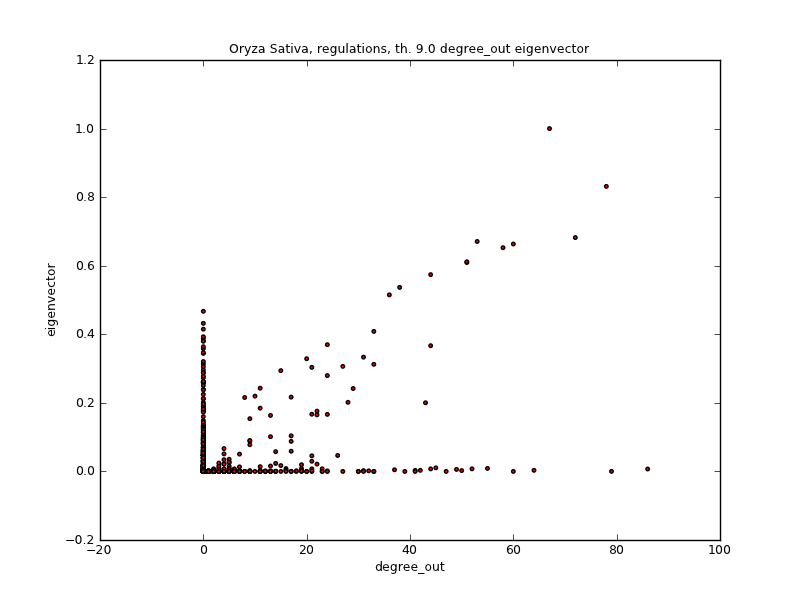 Oryza Sativa, regulations, th. 9.0 degree_out eigenvector
1.2
1.0
0.8
0.6
0.4
0.2
0.0
−0.2
eigenvector
−20 0 20 40 60 80 100
degree_out